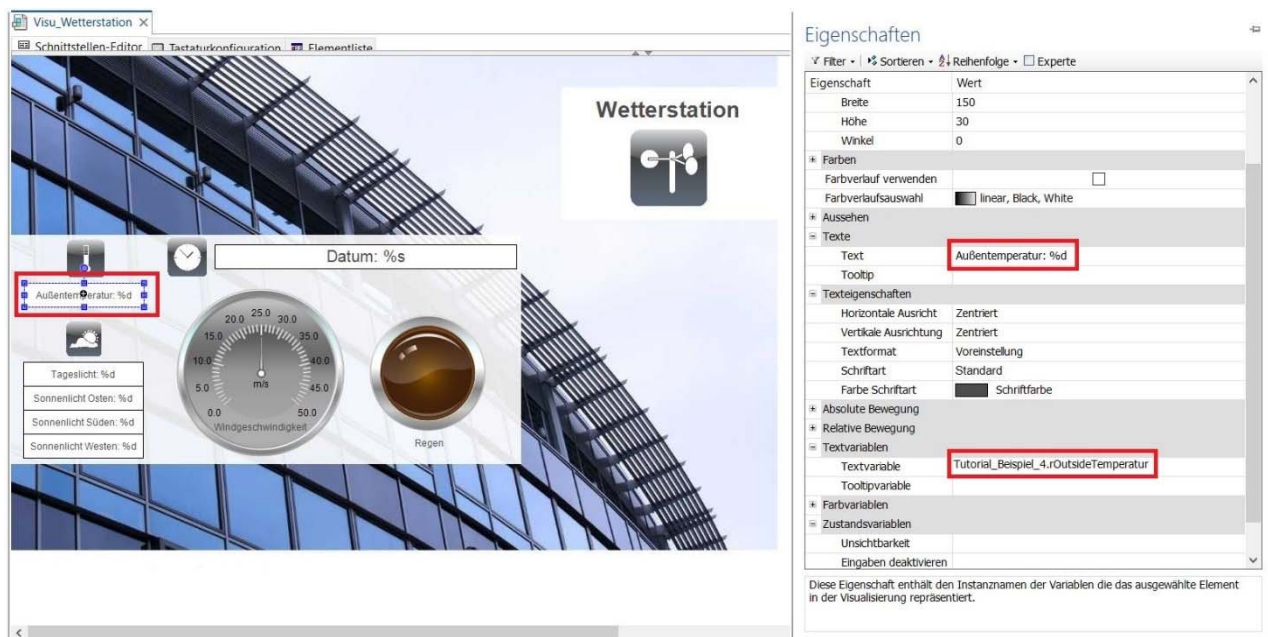 Visu_Wetterstation
Schnittstellen-Editor Tastaturkonfiguration Elementliste
Wetterstation
Datum: %s
Außentemperatur: %d
Tageslicht: %d
Sonnenlicht Osten: %d
Sonnenlicht Süden: %d
Sonnenlicht Westen: %d
0.0 5.0 10.0 15.0 20.0 25.0 30.0 35.0 40.0 45.0 50.0
m/s
Windgeschwindigkeit
Regen
Eigenschaften
Filter Sortieren Reihenfolge Experte
Eigenschaft Wert
Breite 150
Höhe 30
Winkel 0
Farben
Farbverlauf verwenden
Farbverlaufsauswahl linear, Black, White
Aussehen
Texte
Text Außentemperatur: %d
Tooltip
Texteigenschaften
Horizontale Ausricht Zentriert
Vertikale Ausrichtung Zentriert
Textformat Voreinstellung
Schriftart Standard
Farbe Schriftart Schriftfarbe
Absolute Bewegung
Relative Bewegung
Textvariablen
Textvariable Tutorial_Beispiel_4.rOutsideTemperatur
Tooltipvariable
Farbvariablen
Zustandsvariablen
Unsichtbarkeit
Eingaben deaktivieren
Diese Eigenschaft enthält den Instanznamen der Variablen die das ausgewählte Element
in der Visualisierung repräsentiert.